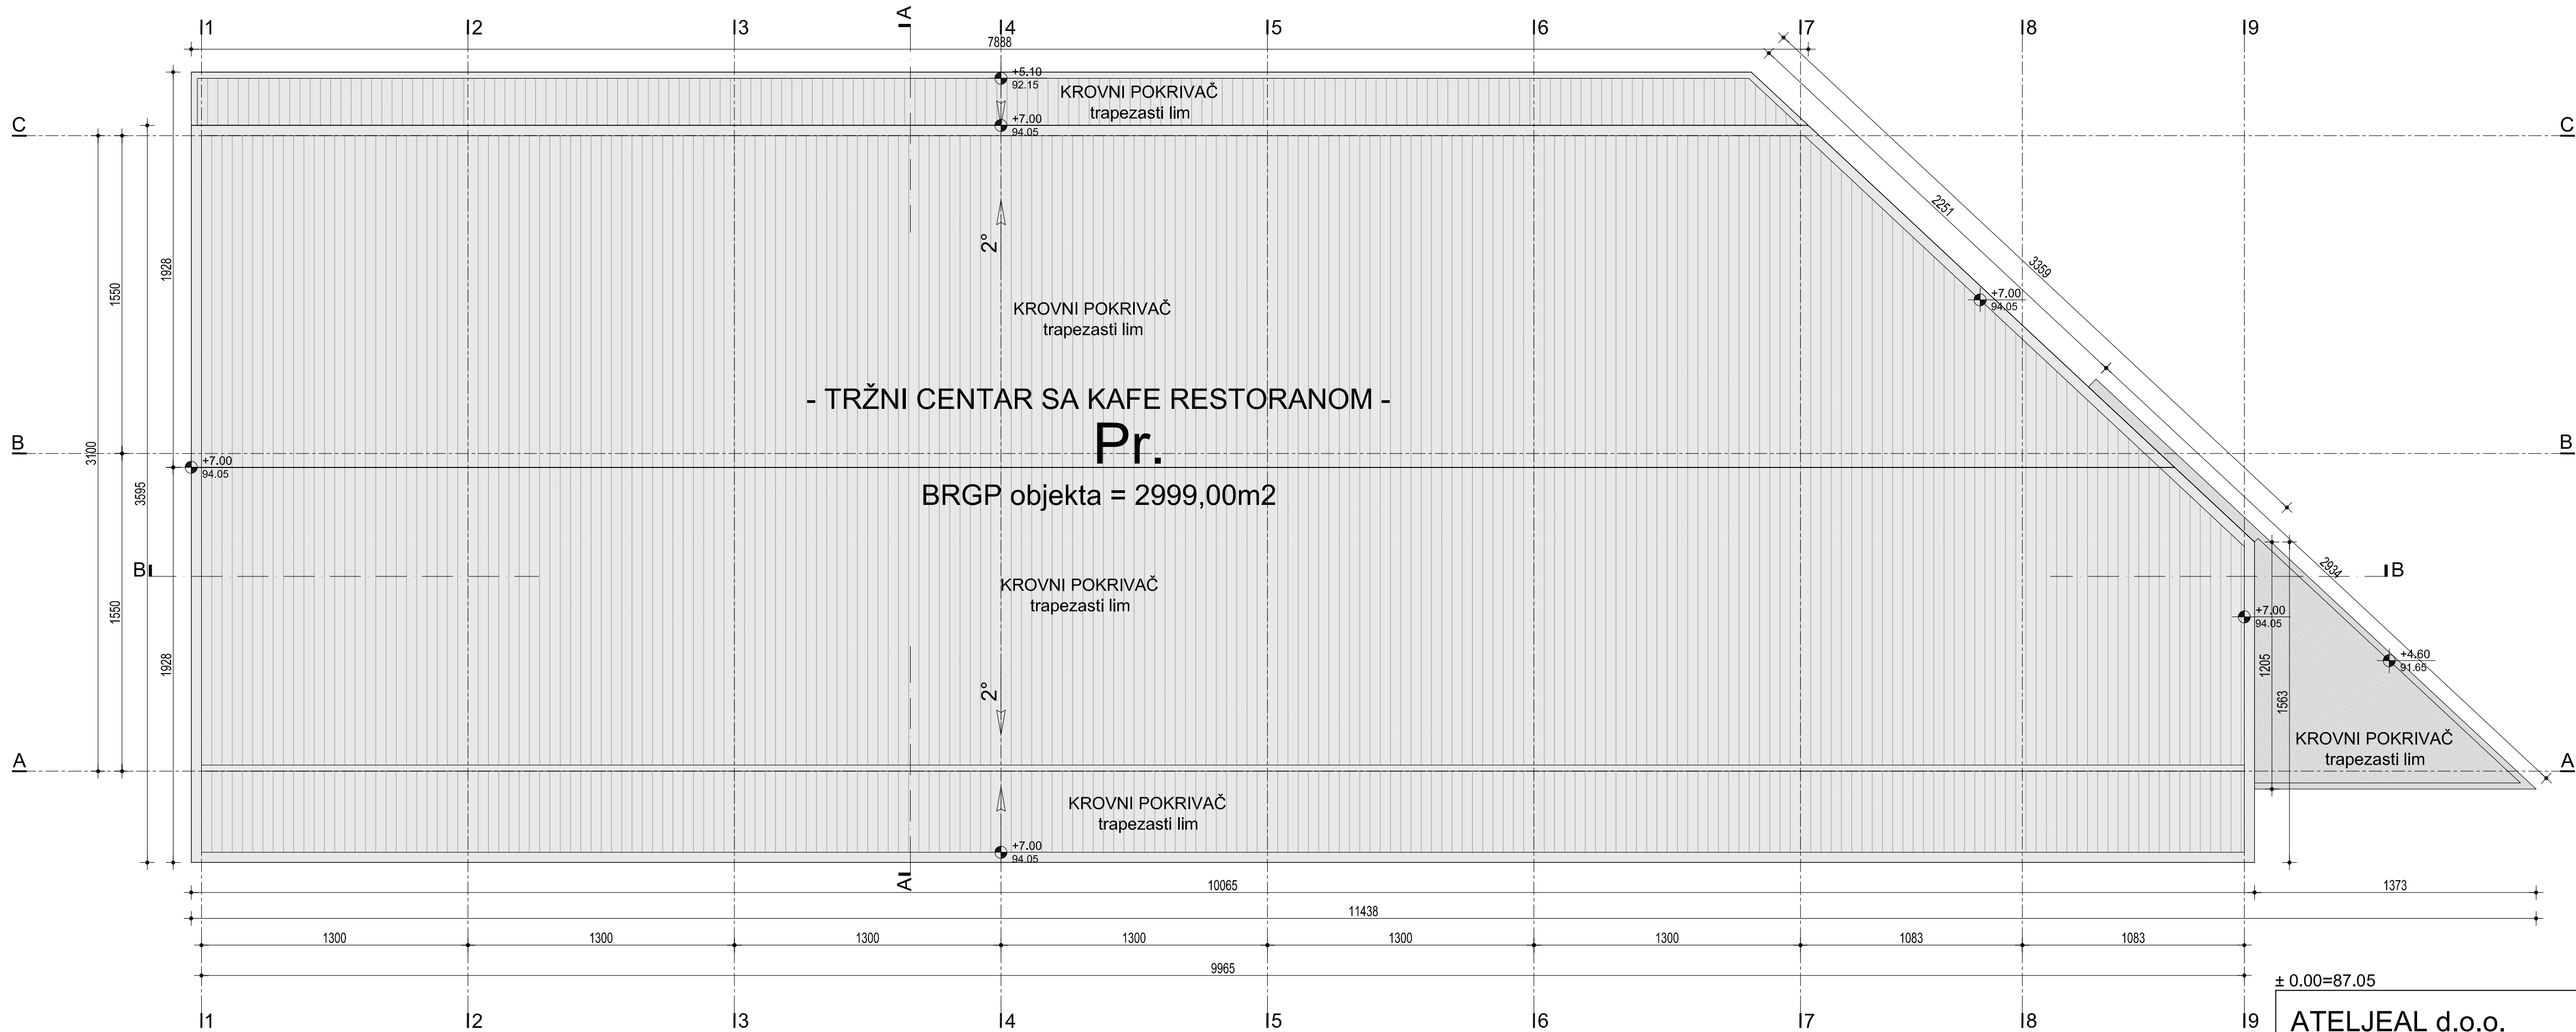 1 2 3 A 4 5 6 7 8 9
7888
+5.10
92.15
KROVNI POKRIVAČ
trapezasti lim
+7.00
94.05
C C
1928
1550
2°
2251
3359
+7.00
94.05
KROVNI POKRIVAČ
trapezasti lim
- TRŽNI CENTAR SA KAFE RESTORANOM -
Pr.
B B
3100
+7.00
94.05
3595
BRGP objekta = 2999,00m2
B B
2934
KROVNI POKRIVAČ
trapezasti lim
1550
1928
+7.00
94.05
1205
1563
+4.60
91.65
2°
KROVNI POKRIVAČ
trapezasti lim
A A
KROVNI POKRIVAČ
trapezasti lim
+7.00
94.05
A
10065 1373
11438
1300 1300 1300 1300 1300 1300 1083 1083
9965
± 0.00=87.05
1 2 3 4 5 6 7 8 9
ATELJEAL d.o.o.